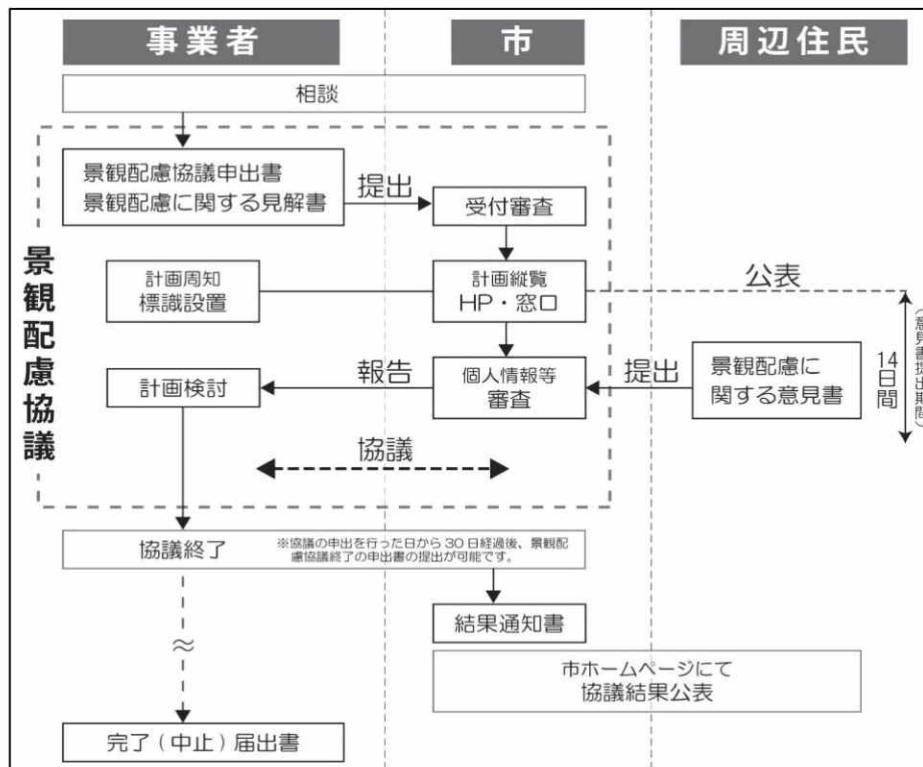 事業者
市
周辺住民
相談
景観配慮協議
景観配慮協議申出書
景観配慮に関する見解書
提出
受付審査
計画周知
標識設置
計画縦覧
HP・窓口
公表
計画検討
報告
個人情報等
審査
提出
景観配慮に
関する意見書
14日間
（意見書提出期間）
協議
協議終了
※協議の申出を行った日から30日経過後、景観配
慮協議終了の申出書の提出が可能です。
結果通知書
市ホームページにて
協議結果公表
完了（中止）届出書